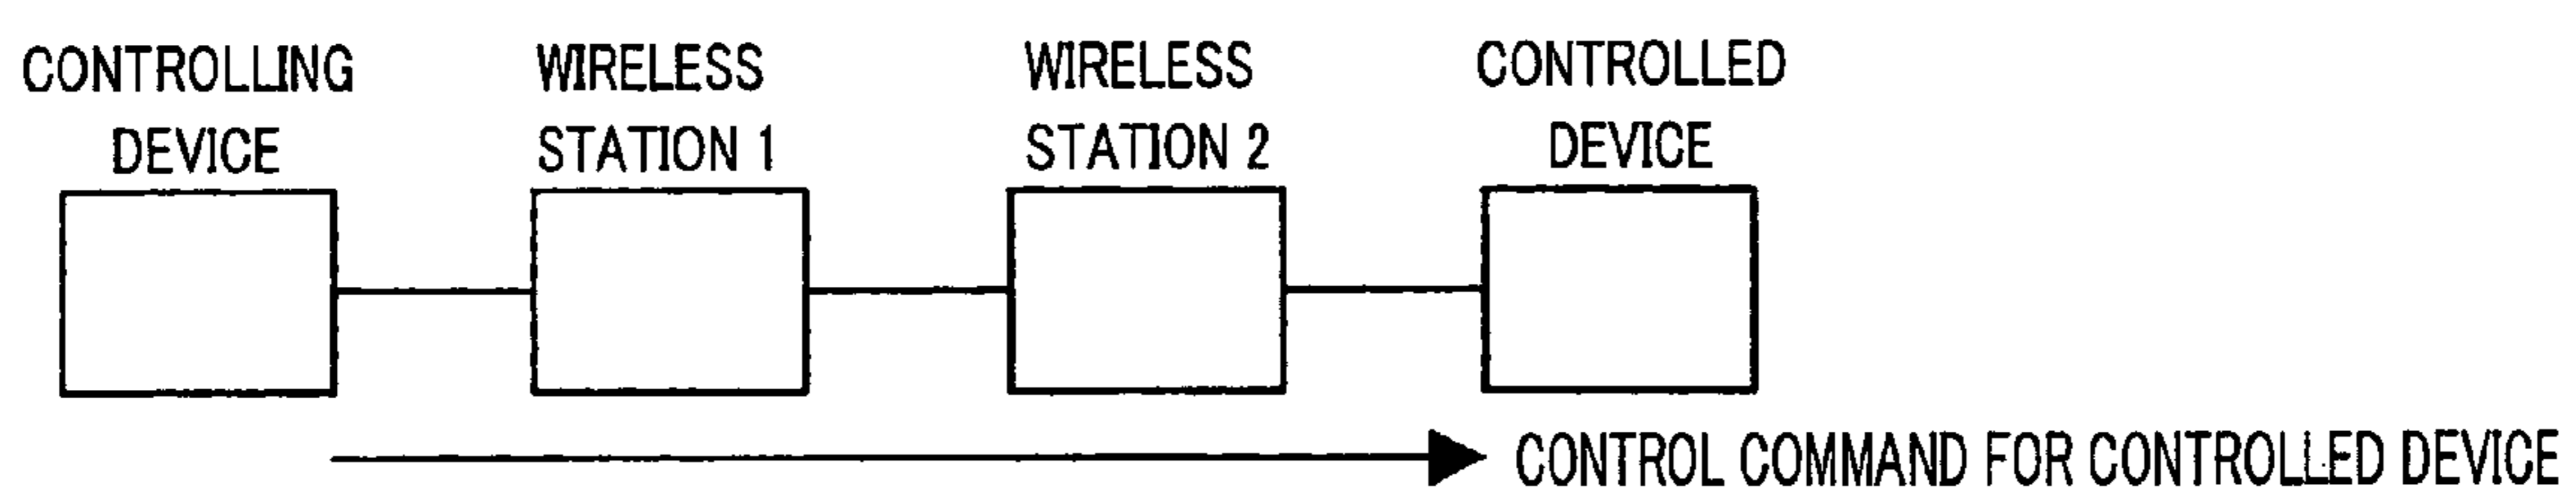 CONTROLLING
DEVICE
WIRELESS
STATION 1
WIRELESS
STATION 2
CONTROLLED
DEVICE
CONTROL COMMAND FOR CONTROLLED DEVICE